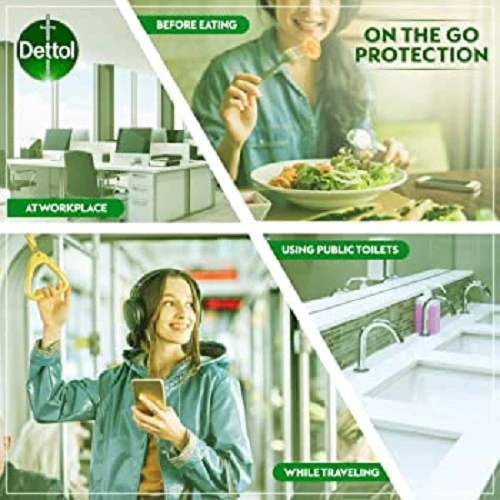 Dettol
BEFORE EATING
ON THE GO
PROTECTION
AT WORKPLACE
USING PUBLIC TOILETS
WHILE TRAVELING